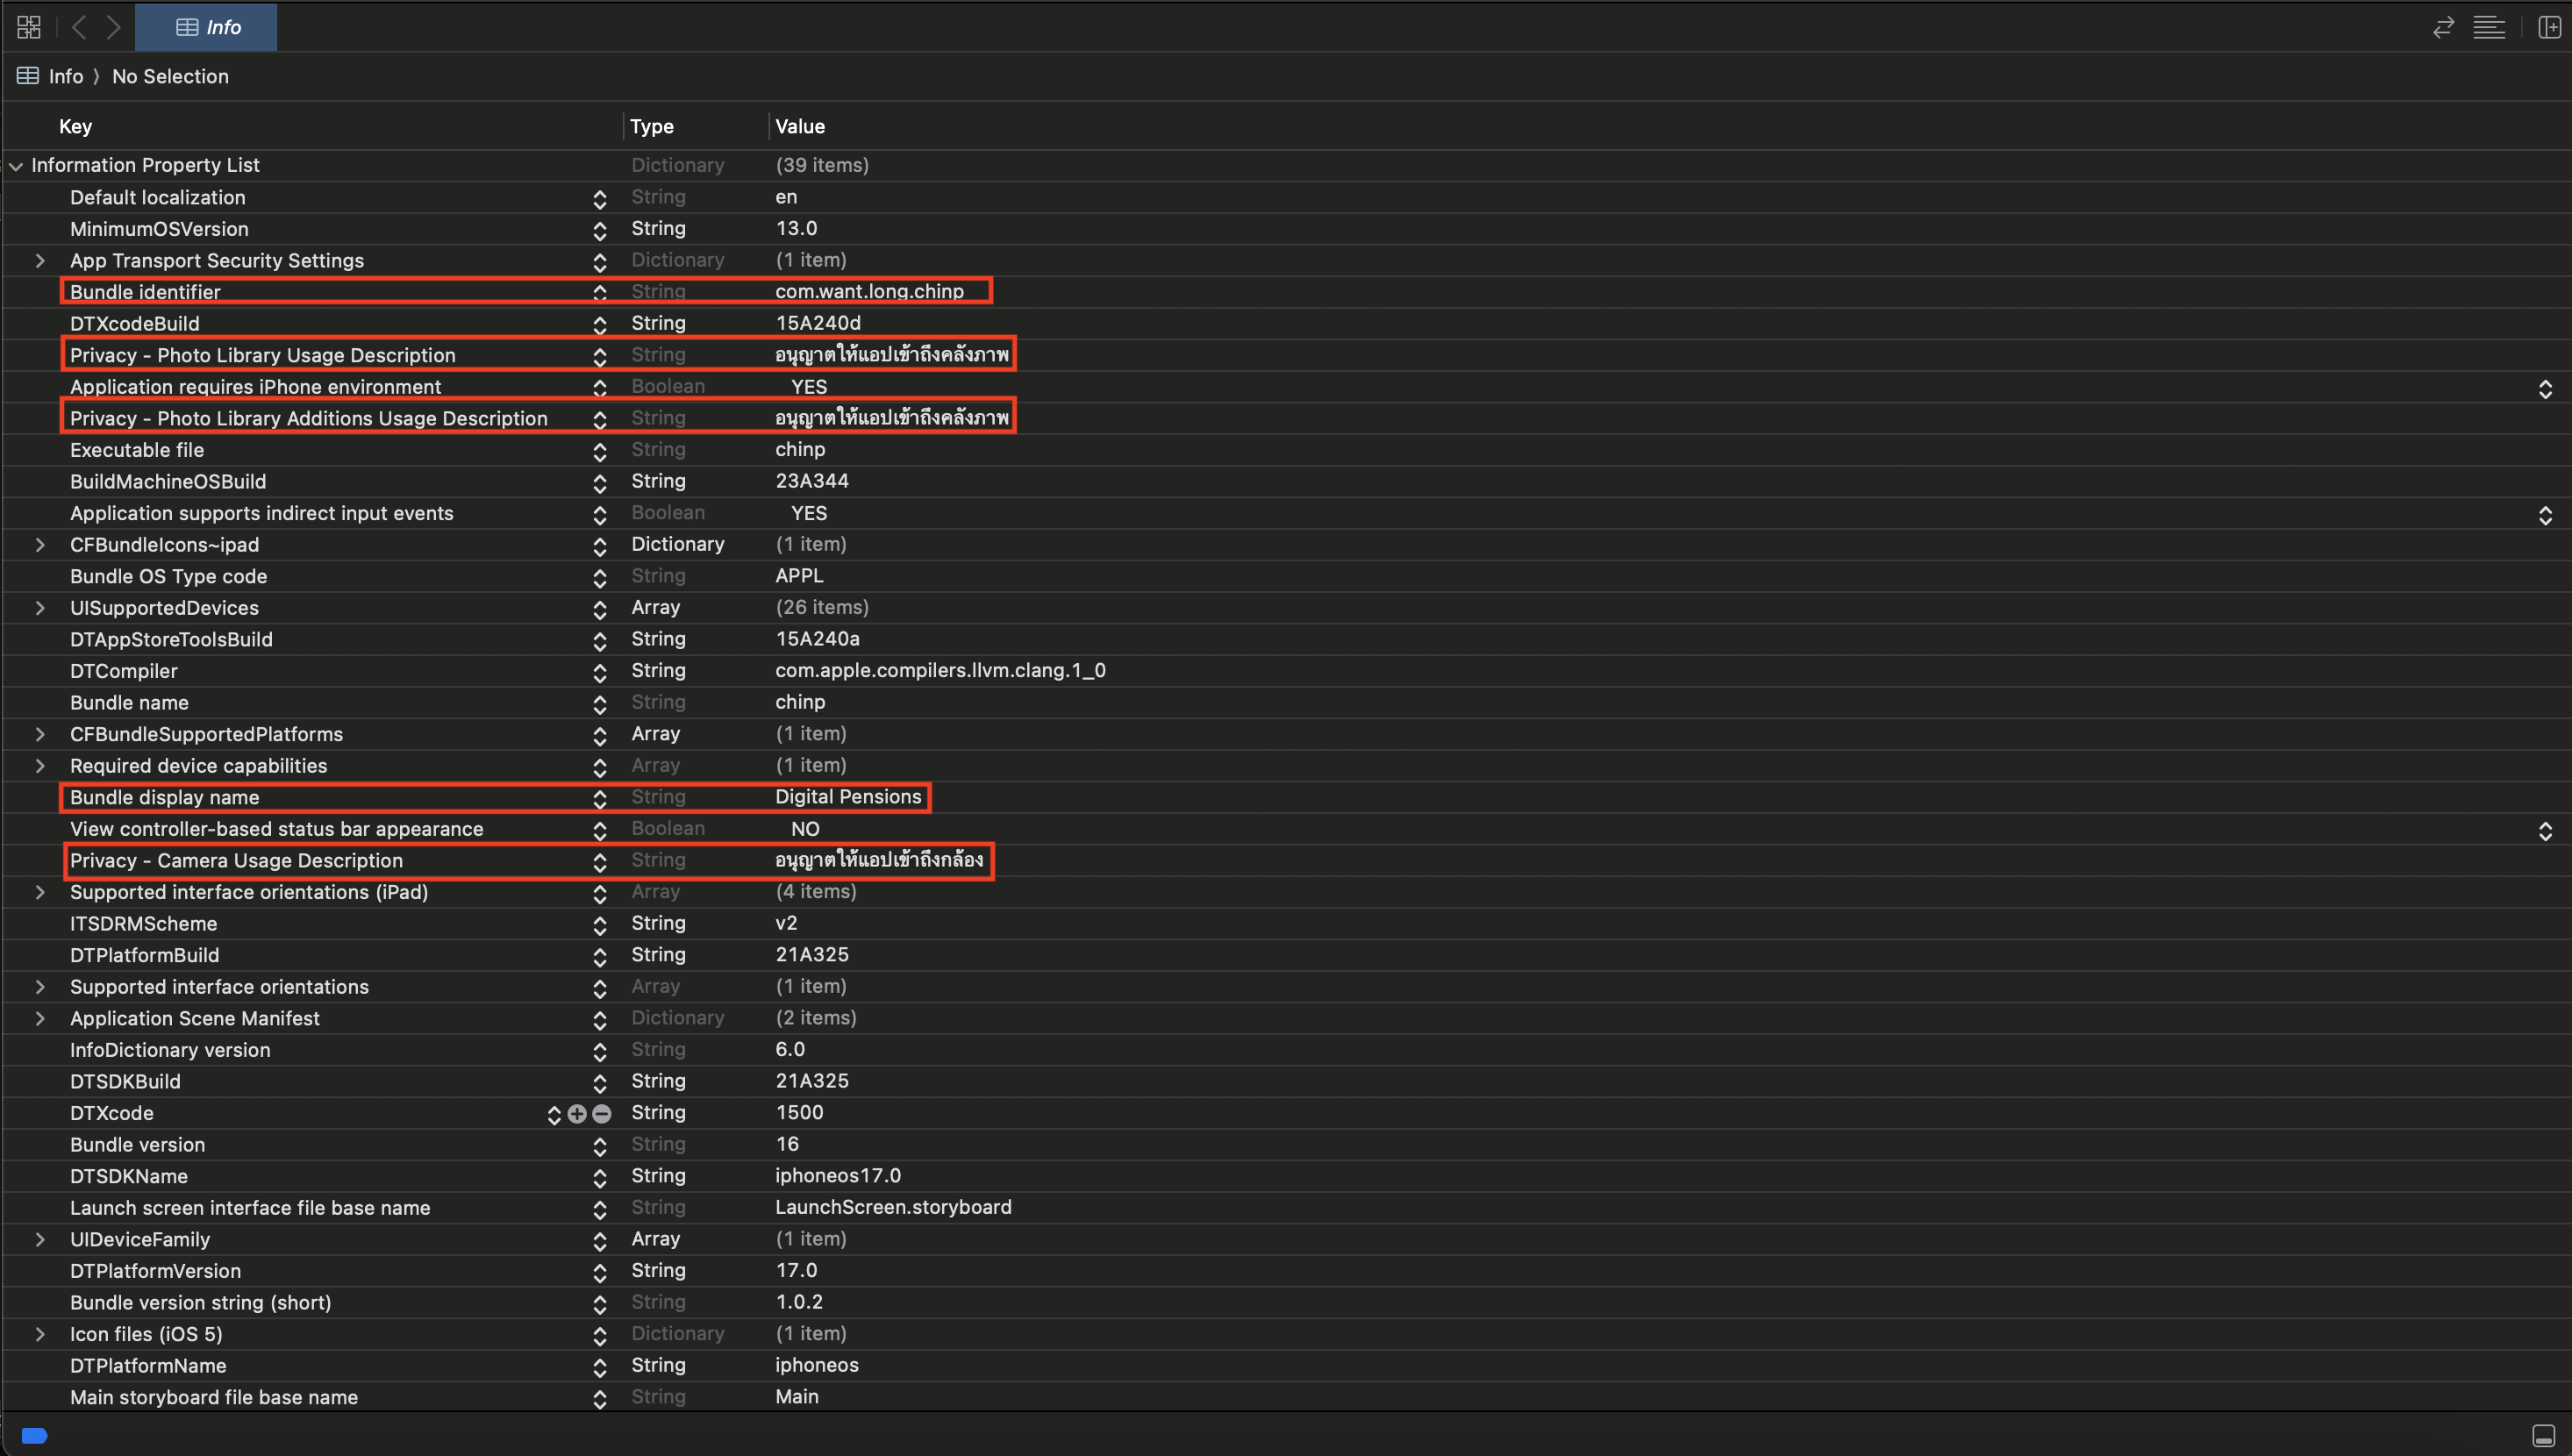 Info
Info 〉 No Selection
Key Type Value
Information Property List Dictionary (39 items)
Default localization String en
MinimumOSVersion String 13.0
App Transport Security Settings Dictionary (1 item)
Bundle identifier String com.want.long.chinp
DTXcodeBuild String 15A240d
Privacy - Photo Library Usage Description String อนุญาตให้แอปเข้าถึงคลังภาพ
Application requires iPhone environment Boolean YES
Privacy - Photo Library Additions Usage Description String อนุญาตให้แอปเข้าถึงคลังภาพ
Executable file String chinp
BuildMachineOSBuild String 23A344
Application supports indirect input events Boolean YES
CFBundleIcons~ipad Dictionary (1 item)
Bundle OS Type code String APPL
UISupportedDevices Array (26 items)
DTAppStoreToolsBuild String 15A240a
DTCompiler String com.apple.compilers.llvm.clang.1_0
Bundle name String chinp
CFBundleSupportedPlatforms Array (1 item)
Required device capabilities Array (1 item)
Bundle display name String Digital Pensions
View controller-based status bar appearance Boolean NO
Privacy - Camera Usage Description String อนุญาตให้แอปเข้าถึงกล้อง
Supported interface orientations (iPad) Array (4 items)
ITSDRMScheme String v2
DTPlatformBuild String 21A325
Supported interface orientations Array (1 item)
Application Scene Manifest Dictionary (2 items)
InfoDictionary version String 6.0
DTSDKBuild String 21A325
DTXcode String 1500
Bundle version String 16
DTSDKName String iphoneos17.0
Launch screen interface file base name String LaunchScreen.storyboard
UIDeviceFamily Array (1 item)
DTPlatformVersion String 17.0
Bundle version string (short) String 1.0.2
Icon files (iOS 5) Dictionary (1 item)
DTPlatformName String iphoneos
Main storyboard file base name String Main